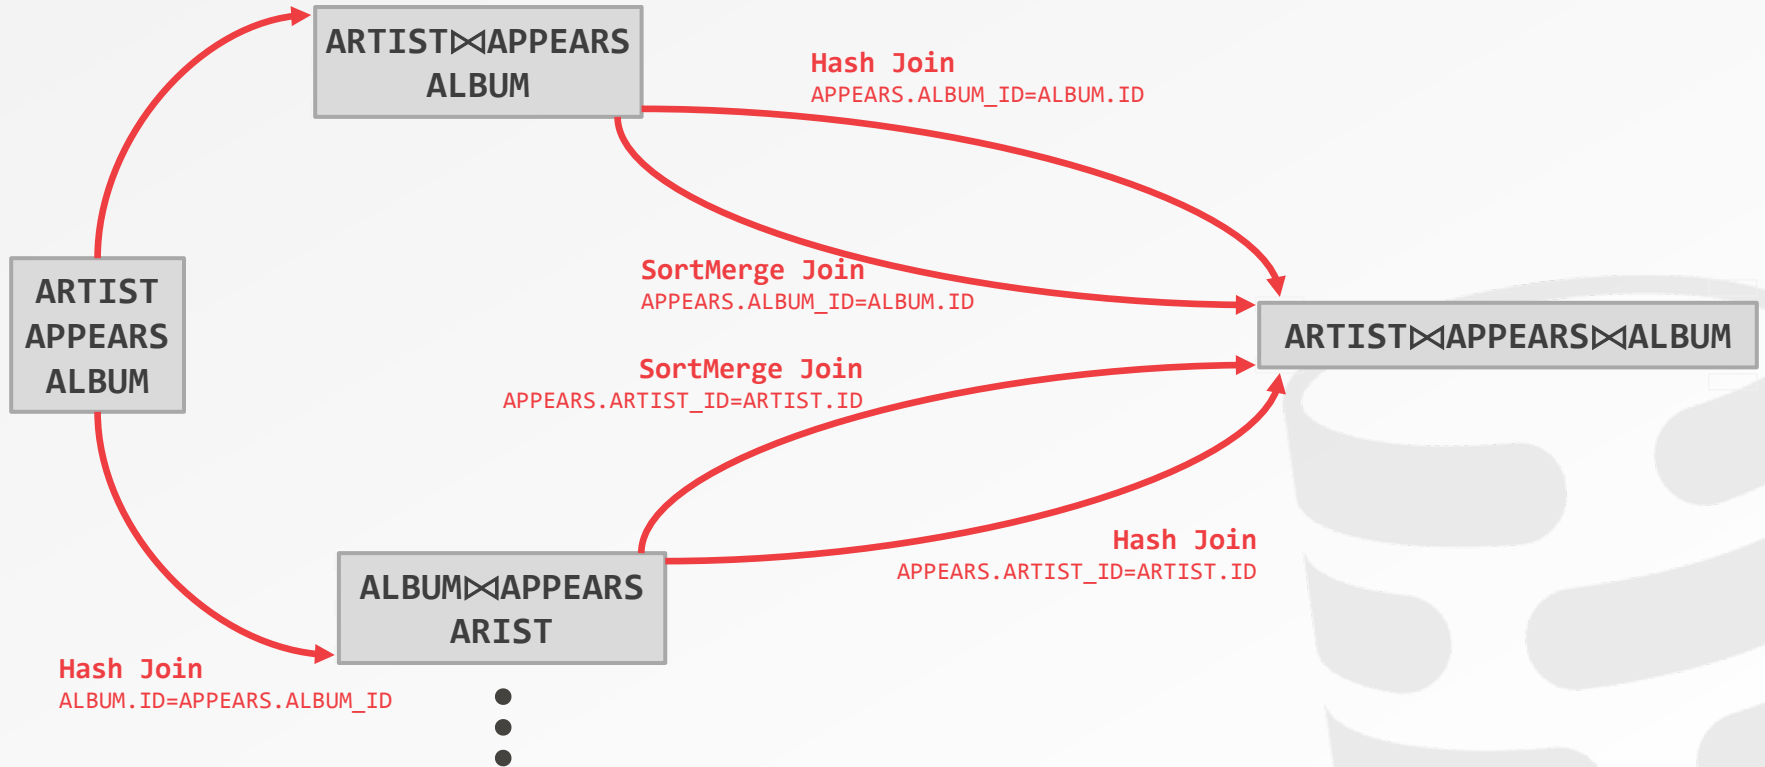 ARTIST⋈APPEARS
ALBUM
Hash Join
APPEARS.ALBUM_ID=ALBUM.ID
SortMerge Join
APPEARS.ALBUM_ID=ALBUM.ID
ARTIST
APPEARS
ALBUM
ARTIST⋈APPEARS⋈ALBUM
SortMerge Join
APPEARS.ARTIST_ID=ARTIST.ID
Hash Join
APPEARS.ARTIST_ID=ARTIST.ID
ALBUM⋈APPEARS
ARIST
Hash Join
ALBUM.ID=APPEARS.ALBUM_ID